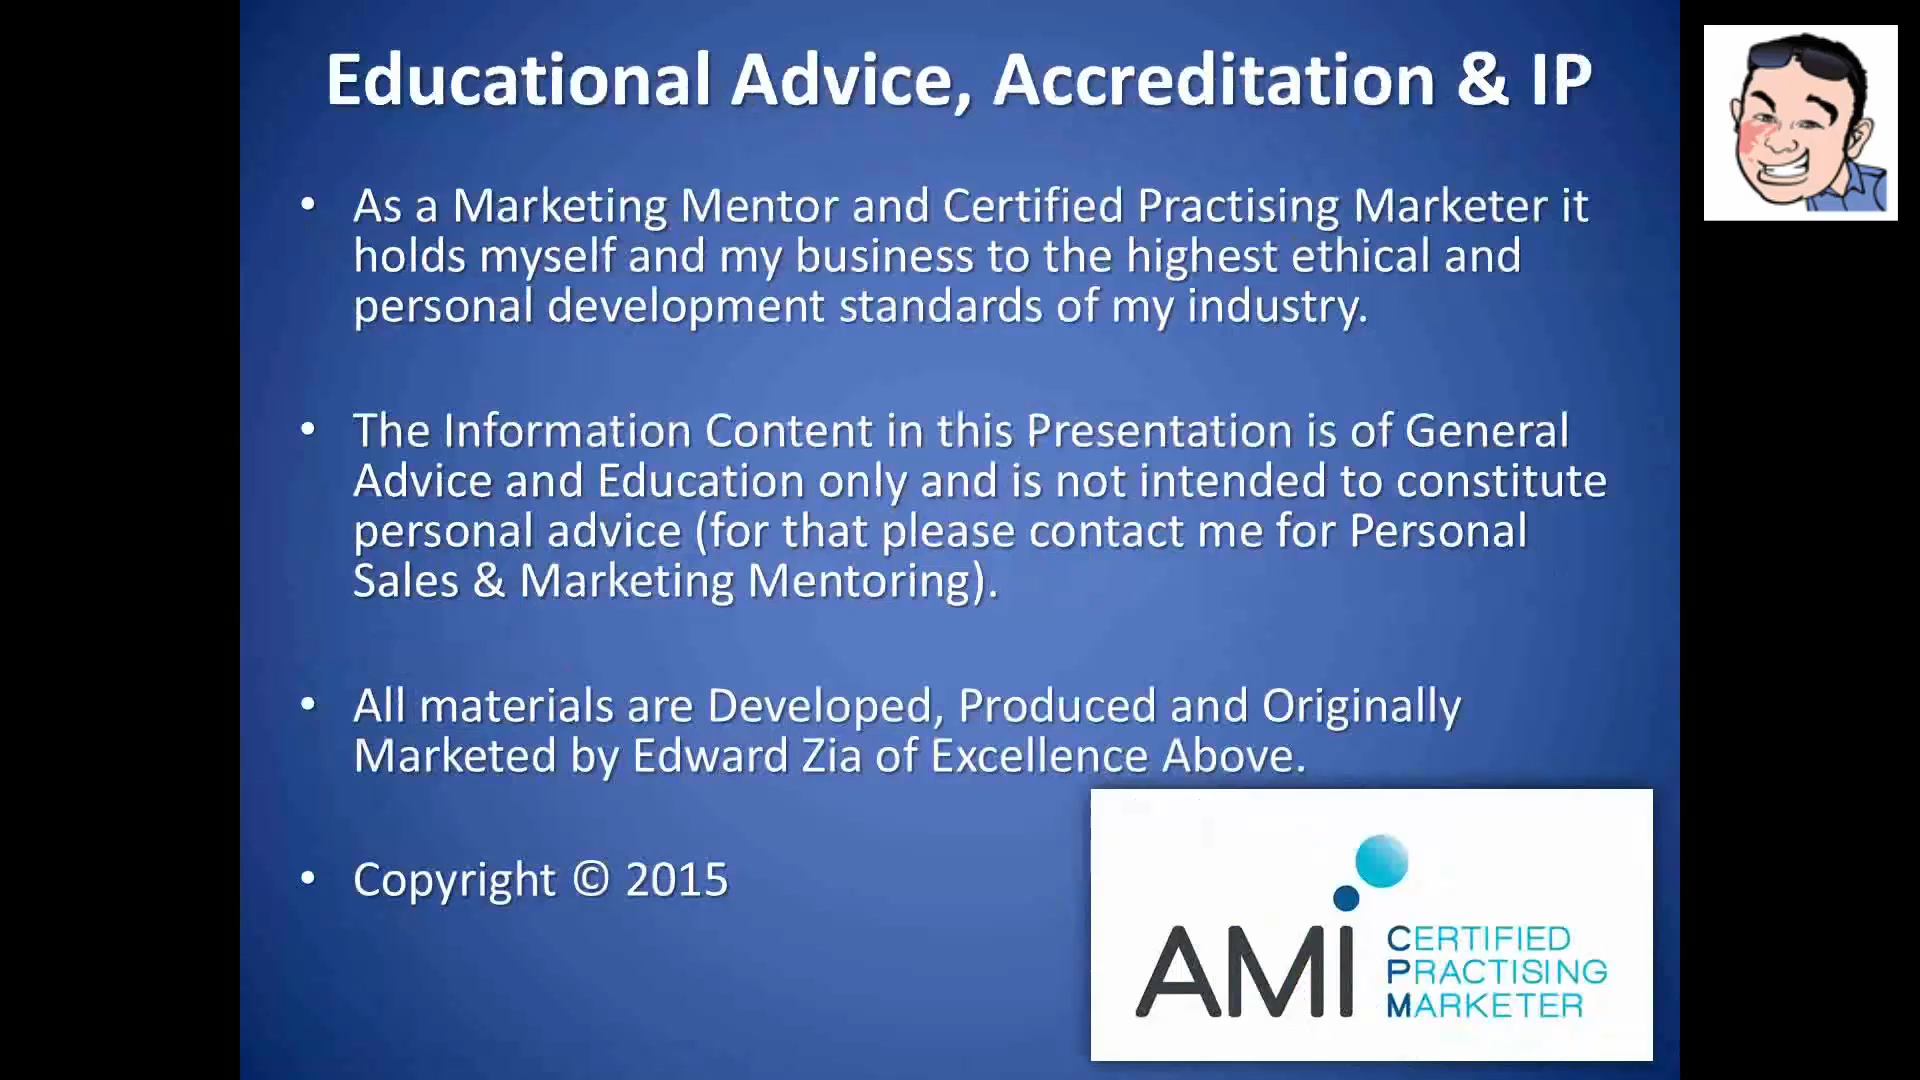 Educational Advice, Accreditation & IP
• As a Marketing Mentor and Certified Practising Marketer it
holds myself and my business to the highest ethical and
personal development standards of my industry.
• The Information Content in this Presentation is of General
Advice and Education only and is not intended to constitute
personal advice (for that please contact me for Personal
Sales & Marketing Mentoring).
• All materials are Developed, Produced and Originally
Marketed by Edward Zia of Excellence Above.
• Copyright © 2015
AMI
CERTIFIED
PRACTISING
MARKETER